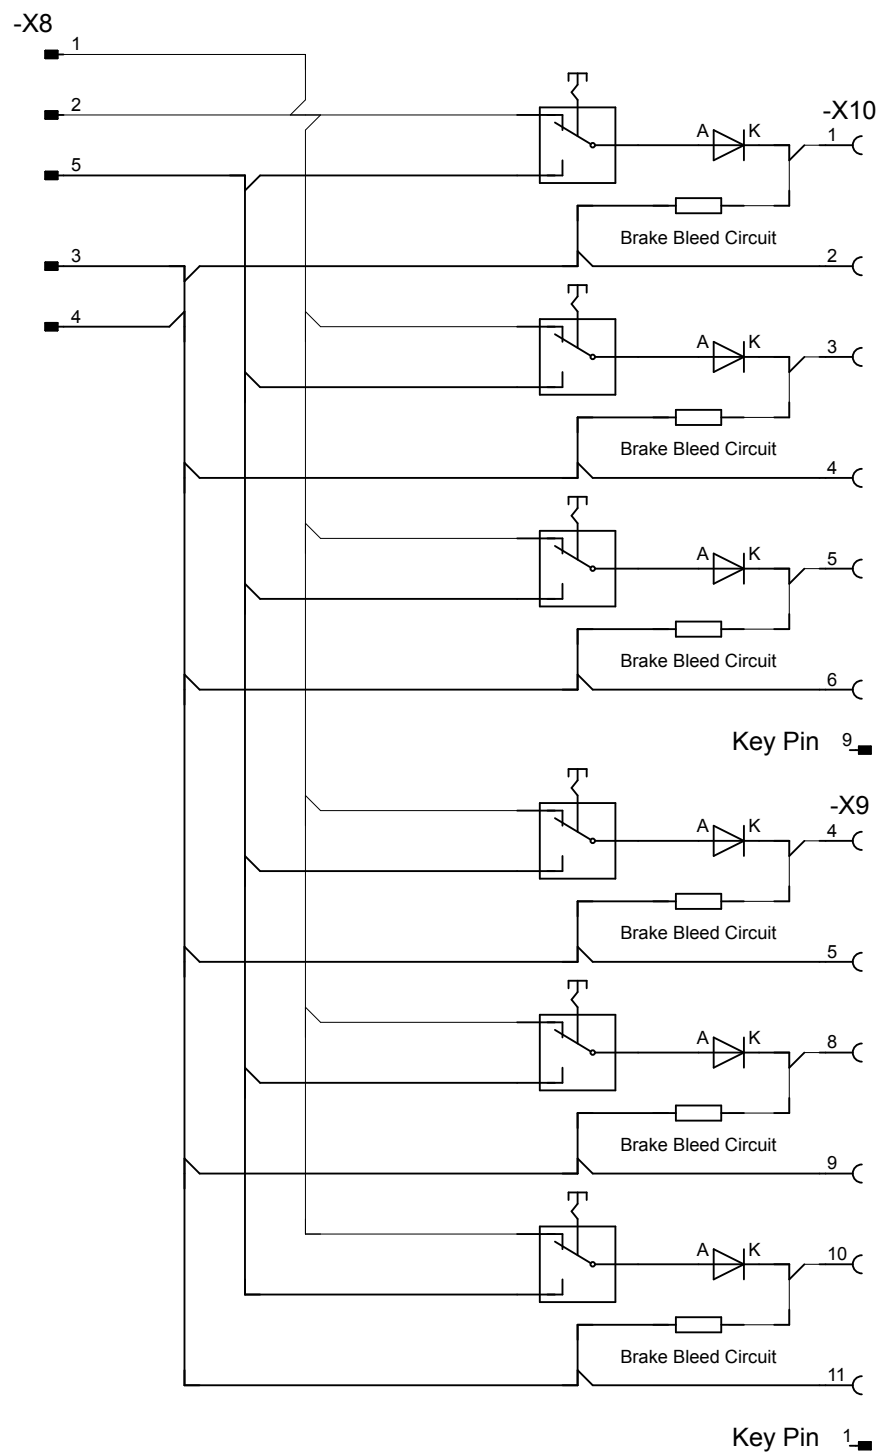 -X8
1
2
-X10
A K 1
5
Brake Bleed Circuit
3
2
4
A K 3
Brake Bleed Circuit
4
A K 5
Brake Bleed Circuit
6
Key Pin 9
-X9
A K 4
Brake Bleed Circuit
5
A K 8
Brake Bleed Circuit
9
A K 10
Brake Bleed Circuit
11
Key Pin 1